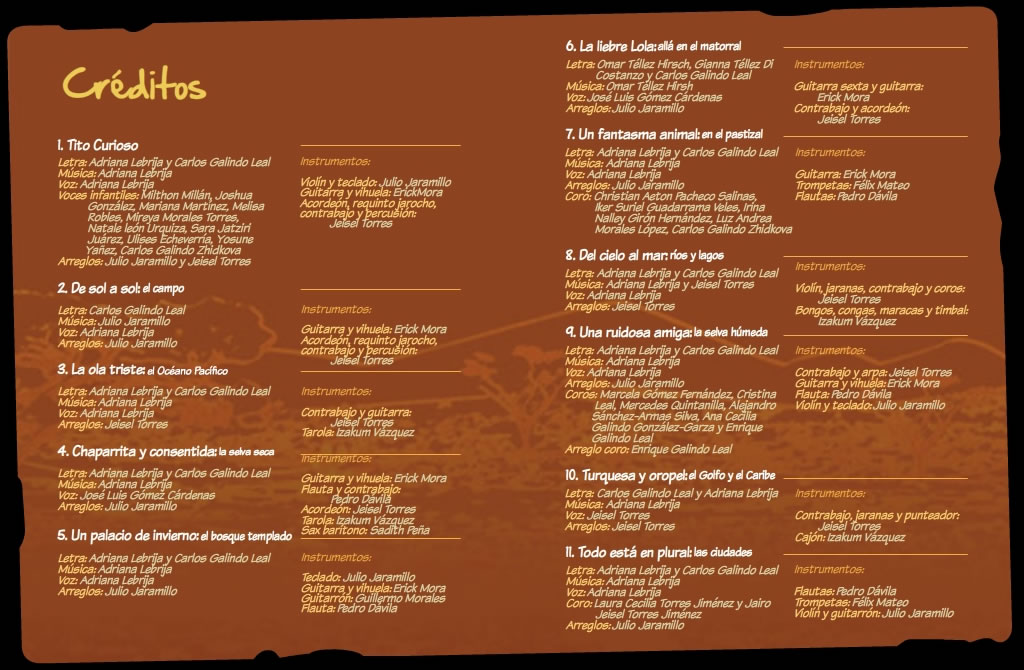 Créditos
1. Tito Curioso
Letra: Adriana Lebrija y Carlos Galindo Leal
Música: Adriana Lebrija
Voz: Adriana Lebrija
Voces infantiles: Milthon Millán, Joshua
González, Mariana Martínez, Melisa
Robles, Mireya Morales Torres,
Natale león Urquiza, Sara Jatziri
Juárez, Ulises Echeverría, Yosune
Yañez, Carlos Galindo Zhidkova
Arreglos: Julio Jaramillo y Jeisel Torres
Instrumentos:
Violín y teclado: Julio Jaramillo
Guitarra y vihuela: ErickMora
Acordeón, requinto jarocho,
contrabajo y percusión:
Jeisel Torres
2. De sol a sol: el campo
Letra: Carlos Galindo Leal
Música: Julio Jaramillo
Voz: Adriana Lebrija
Arreglos: Julio Jaramillo
Instrumentos:
Guitarra y vihuela: Erick Mora
Acordeón, requinto jarocho,
contrabajo y percusión:
Jeisel Torres
3. La ola triste: el Océano Pacífico
Letra: Adriana Lebrija y Carlos Galindo Leal
Música: Adriana Lebrija
Voz: Adriana Lebrija
Arreglos: Jeisel Torres
Instrumentos:
Contrabajo y guitarra:
Jeisel Torres
Tarola: Izakum Vázquez
4. Chaparrita y consentida: la selva seca
Letra: Adriana Lebrija y Carlos Galindo Leal
Música: Adriana Lebrija
Voz: José Luis Gómez Cárdenas
Arreglos: Julio Jaramillo
Instrumentos:
Guitarra y vihuela: Erick Mora
Flauta y contrabajo:
Pedro Dávila
Acordeón: Jeisel Torres
Tarola: Izakum Vázquez
Sax barítono: Sadith Peña
5. Un palacio de invierno: el bosque templado
Letra: Adriana Lebrija y Carlos Galindo Leal
Música: Adriana Lebrija
Voz: Adriana Lebrija
Arreglos: Julio Jaramillo
Instrumentos:
Teclado: Julio Jaramillo
Guitarra y vihuela: Erick Mora
Guitarrón: Guillermo Morales
Flauta: Pedro Dávila
6. La liebre Lola: allá en el matorral
Letra: Omar Téllez Hirsch, Gianna Téllez Di
Costanzo y Carlos Galindo Leal
Música: Omar Téllez Hirsh
Voz: José Luis Gómez Cárdenas
Arreglos: Julio Jaramillo
Instrumentos:
Guitarra sexta y guitarra:
Erick Mora
Contrabajo y acordeón:
Jeisel Torres
7. Un fantasma animal: en el pastizal
Letra: Adriana Lebrija y Carlos Galindo Leal
Música: Adriana Lebrija
Voz: Adriana Lebrija
Arreglos: Julio Jaramillo
Coro: Christian Aeton Pacheco Salinas,
Iker Suriel Guadarrama Veles, Irina
Nalley Girón Hernández, Luz Andrea
Morales López, Carlos Galindo Zhidkova
Instrumentos:
Guitarra: Erick Mora
Trompetas: Félix Mateo
Flautas: Pedro Dávila
8. Del cielo al mar: ríos y lagos
Letra: Adriana Lebrija y Carlos Galindo Leal
Música: Adriana Lebrija y Jeisel Torres
Voz: Adriana Lebrija
Arreglos: Jeisel Torres
Instrumentos:
Violín, jaranas, contrabajo y coros:
Jeisel Torres
Bongos, congas, maracas y timbal:
Izakum Vázquez
9. Una ruidosa amiga: la selva húmeda
Letra: Adriana Lebrija y Carlos Galindo Leal
Música: Adriana Lebrija
Voz: Adriana Lebrija
Arreglos: Julio Jaramillo
Coros: Marcela Gómez Fernández, Cristina
Leal, Mercedes Quintanilla, Alejandro
Sánchez-Armas Silva, Ana Cecilia
Galindo González-Garza y Enrique
Galindo Leal
Arreglo coro: Enrique Galindo Leal
Instrumentos:
Contrabajo y arpa: Jeisel Torres
Guitarra y vihuela: Erick Mora
Flauta: Pedro Dávila
Violín y teclado: Julio Jaramillo
10. Turquesa y oropel: el Golfo y el Caribe
Letra: Carlos Galindo Leal y Adriana Lebrija
Música: Adriana Lebrija
Voz: Jeisel Torres
Arreglos: Jeisel Torres
Instrumentos:
Contrabajo, jaranas y punteador:
Jeisel Torres
Cajón: Izakum Vázquez
11. Todo está en plural: las ciudades
Letra: Adriana Lebrija y Carlos Galindo Leal
Música: Adriana Lebrija
Voz: Adriana Lebrija
Coro: Laura Cecilia Torres Jiménez y Jairo
Jeisel Torres Jiménez
Arreglos: Julio Jaramillo
Instrumentos:
Flautas: Pedro Dávila
Trompetas: Félix Mateo
Violín y guitarrón: Julio Jaramillo